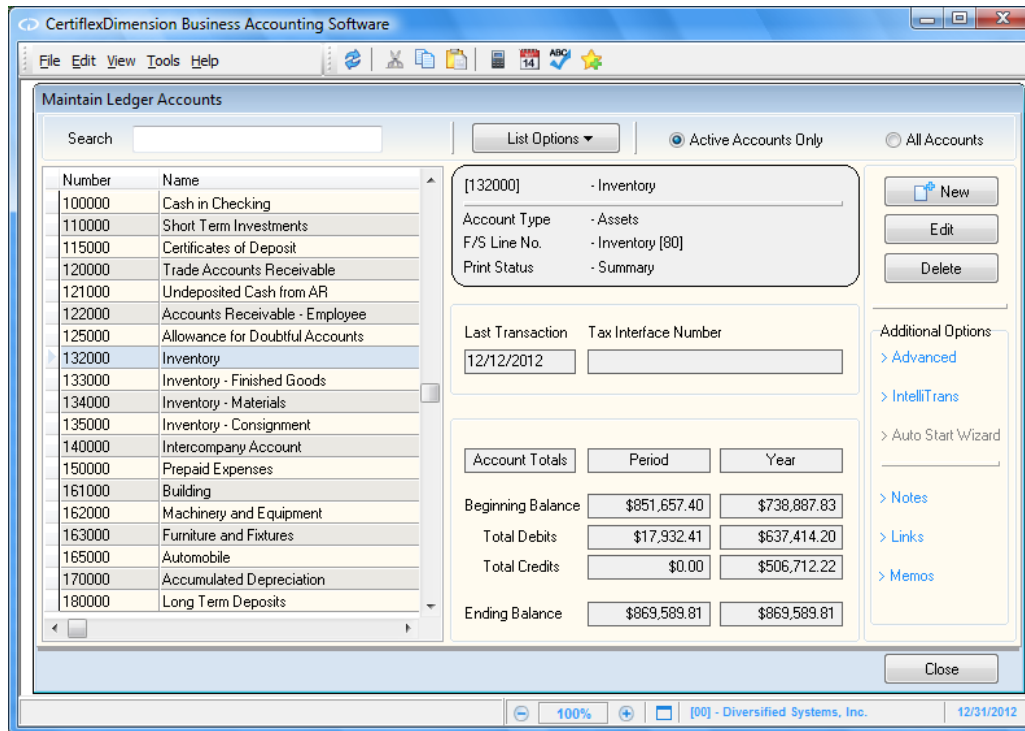 CertiflexDimension Business Accounting Software
File Edit View Tools Help
14 ABC
Maintain Ledger Accounts
Search
List Options
Active Accounts Only
All Accounts
Number Name
100000 Cash in Checking
110000 Short Term Investments
115000 Certificates of Deposit
120000 Trade Accounts Receivable
121000 Undeposited Cash from AR
122000 Accounts Receivable - Employee
125000 Allowance for Doubtful Accounts
132000 Inventory
133000 Inventory - Finished Goods
134000 Inventory - Materials
135000 Inventory - Consignment
140000 Intercompany Account
150000 Prepaid Expenses
161000 Building
162000 Machinery and Equipment
163000 Furniture and Fixtures
165000 Automobile
170000 Accumulated Depreciation
180000 Long Term Deposits
[132000] - Inventory
Account Type - Assets
F/S Line No. - Inventory [80]
Print Status - Summary
Last Transaction Tax Interface Number
12/12/2012
Account Totals Period Year
Beginning Balance $851,657.40 $738,887.83
Total Debits $17,932.41 $637,414.20
Total Credits $0.00 $506,712.22
Ending Balance $869,589.81 $869,589.81
New
Edit
Delete
Additional Options
> Advanced
> IntelliTrans
> Auto Start Wizard
> Notes
> Links
> Memos
Close
100% [00] - Diversified Systems, Inc. 12/31/2012